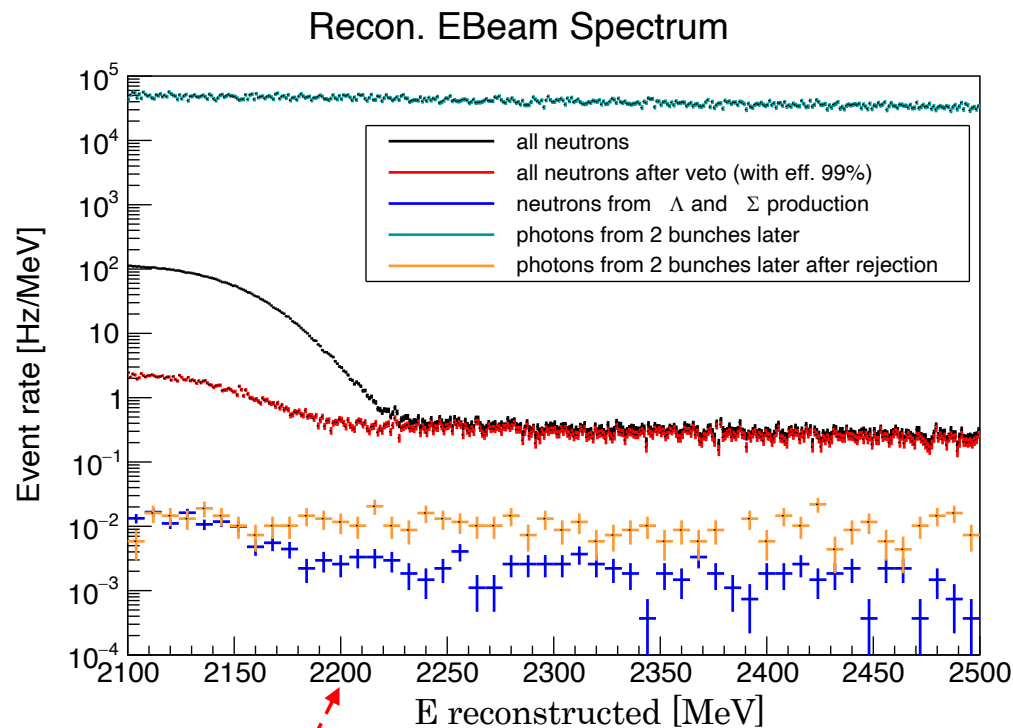 Recon. EBeam Spectrum
Event rate [Hz/MeV]
10^5
10^4
10^3
10^2
10
1
10^−1
10^−2
10^−3
10^−4
all neutrons
all neutrons after veto (with eff. 99%)
neutrons from Λ and Σ production
photons from 2 bunches later
photons from 2 bunches later after rejection
2100 2150 2200 2250 2300 2350 2400 2450 2500
E reconstructed [MeV]